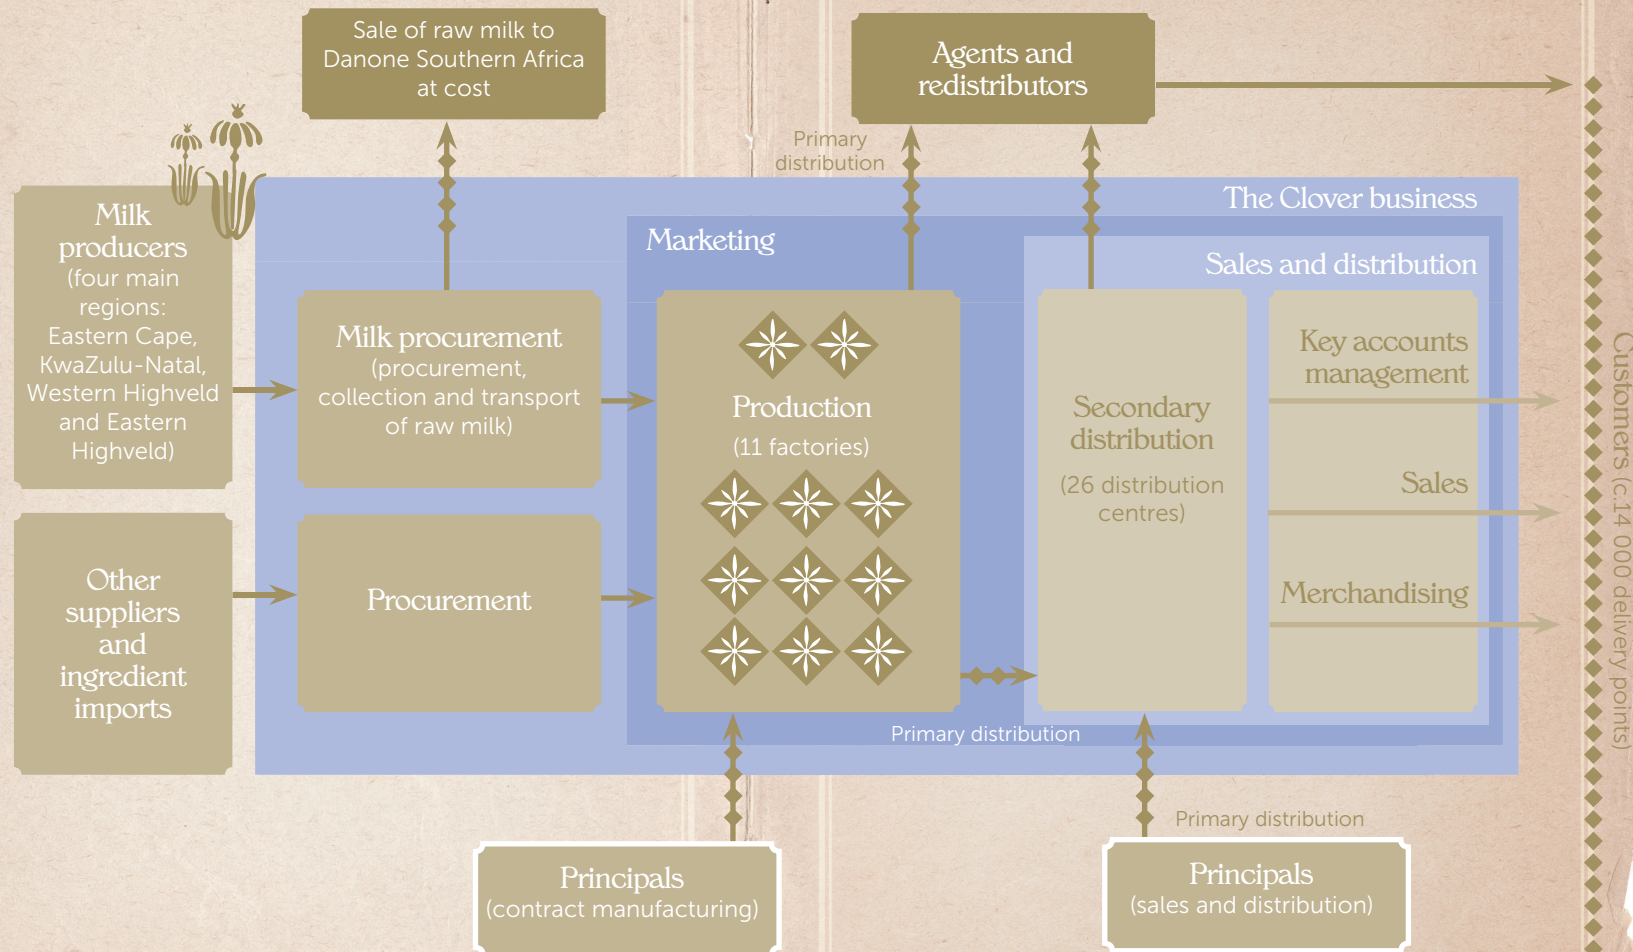 Sale of raw milk to
Danone Southern Africa
at cost
Agents and
redistributors
Primary
distribution
The Clover business
Marketing
Sales and distribution
Milk
producers
(four main
regions:
Eastern Cape,
KwaZulu-Natal,
Western Highveld
and Eastern
Highveld)
Milk procurement
(procurement,
collection and transport
of raw milk)
Production
(11 factories)
Secondary
distribution
(26 distribution
centres)
Key accounts
management
Sales
Merchandising
Customers (c.14 000 delivery points)
Other
suppliers
and
ingredient
imports
Procurement
Primary distribution
Primary distribution
Principals
(contract manufacturing)
Principals
(sales and distribution)